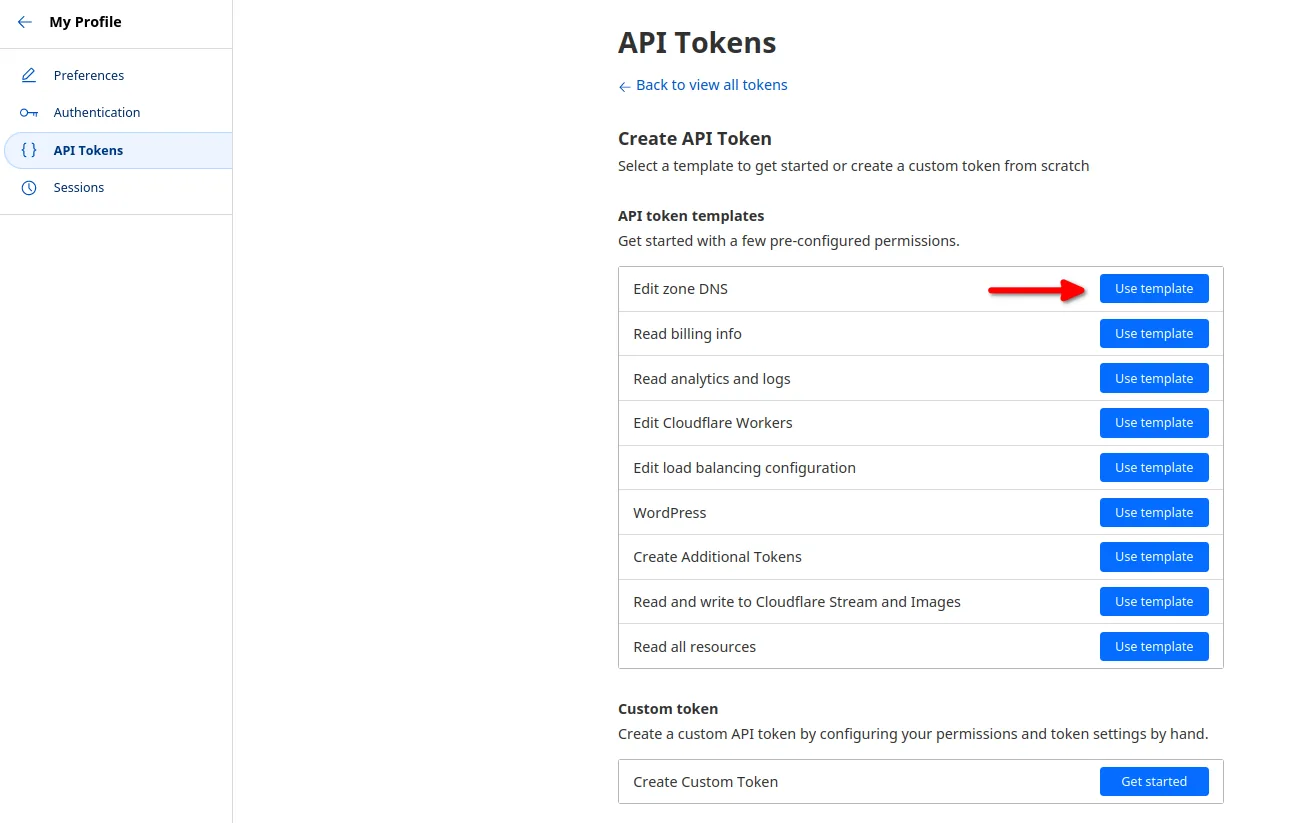 My Profile
Preferences
Authentication
API Tokens
Sessions
API Tokens
Back to view all tokens
Create API Token
Select a template to get started or create a custom token from scratch
API token templates
Get started with a few pre-configured permissions.
Edit zone DNS Use template
Read billing info Use template
Read analytics and logs Use template
Edit Cloudflare Workers Use template
Edit load balancing configuration Use template
WordPress Use template
Create Additional Tokens Use template
Read and write to Cloudflare Stream and Images Use template
Read all resources Use template
Custom token
Create a custom API token by configuring your permissions and token settings by hand.
Create Custom Token Get started